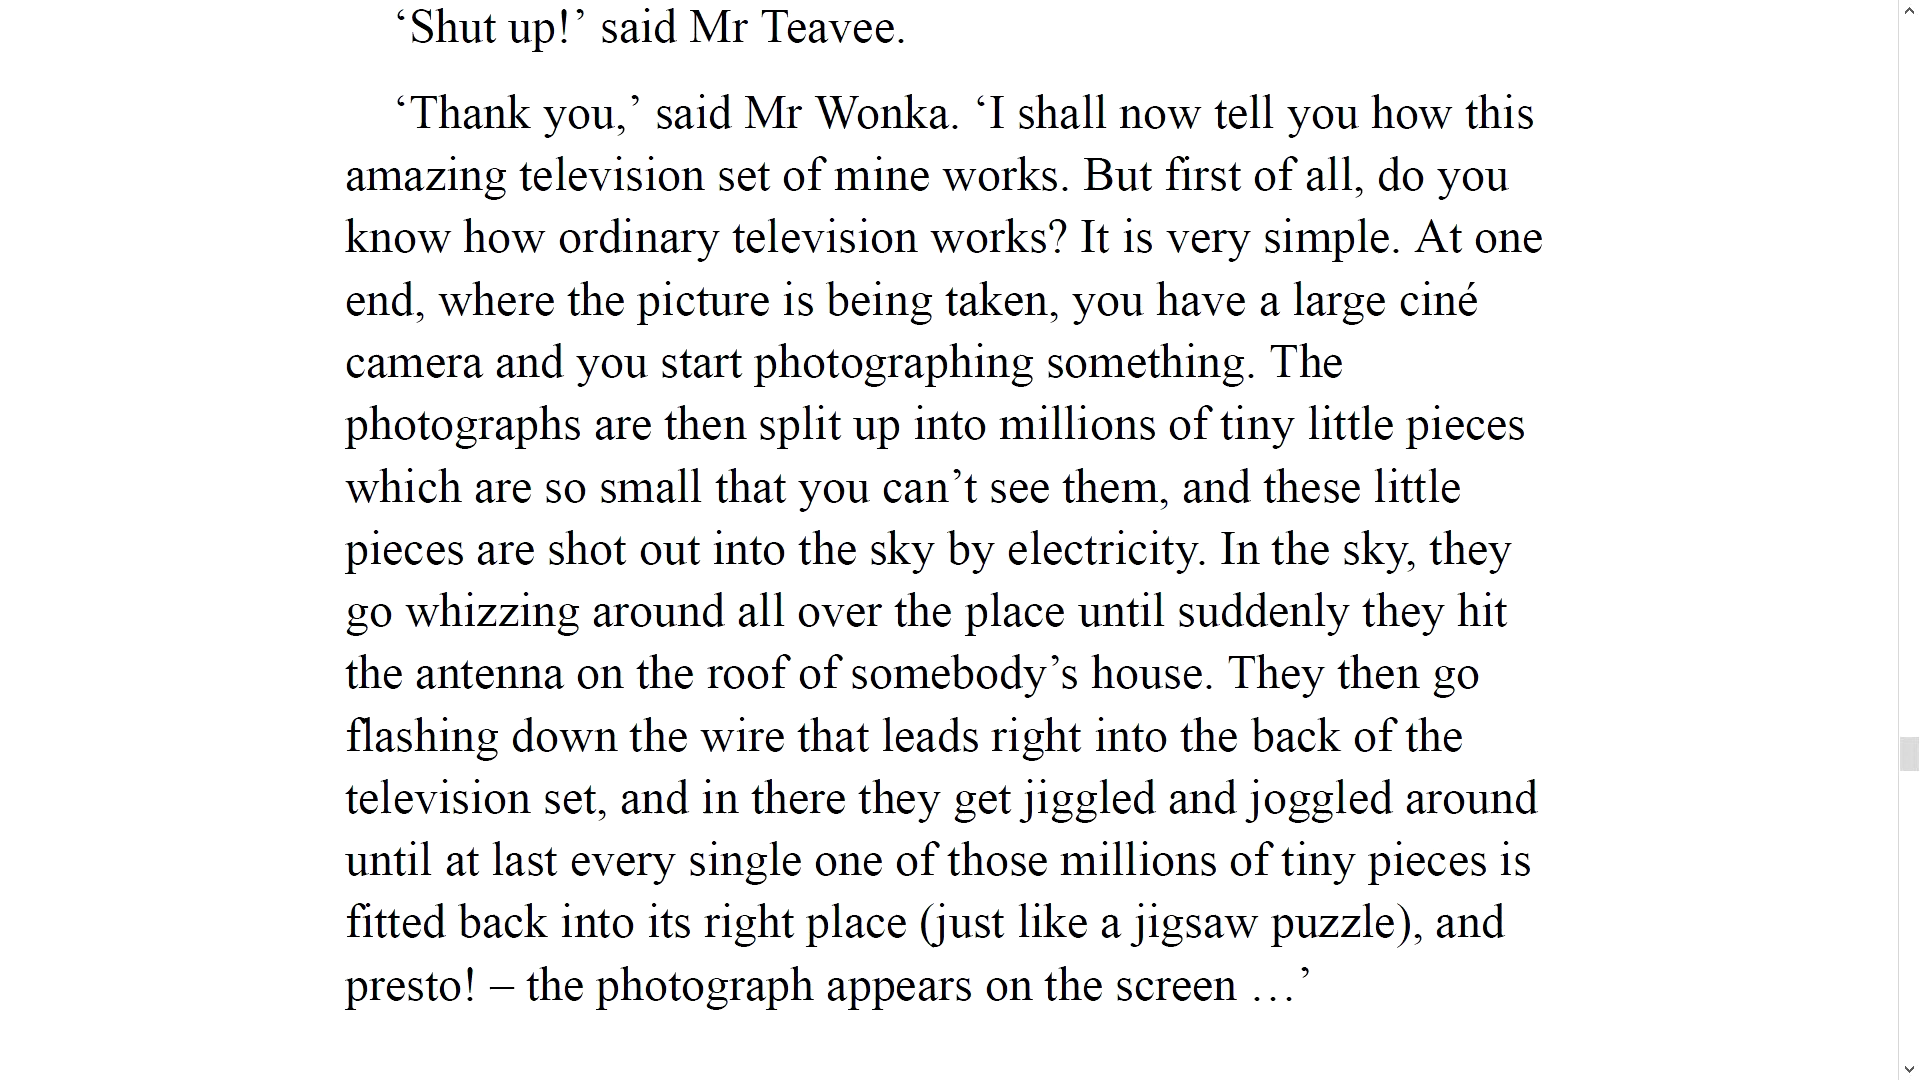 ‘Shut up!’ said Mr Teavee.
‘Thank you,’ said Mr Wonka. ‘I shall now tell you how this
amazing television set of mine works. But first of all, do you
know how ordinary television works? It is very simple. At one
end, where the picture is being taken, you have a large ciné
camera and you start photographing something. The
photographs are then split up into millions of tiny little pieces
which are so small that you can’t see them, and these little
pieces are shot out into the sky by electricity. In the sky, they
go whizzing around all over the place until suddenly they hit
the antenna on the roof of somebody’s house. They then go
flashing down the wire that leads right into the back of the
television set, and in there they get jiggled and joggled around
until at last every single one of those millions of tiny pieces is
fitted back into its right place (just like a jigsaw puzzle), and
presto! – the photograph appears on the screen …’